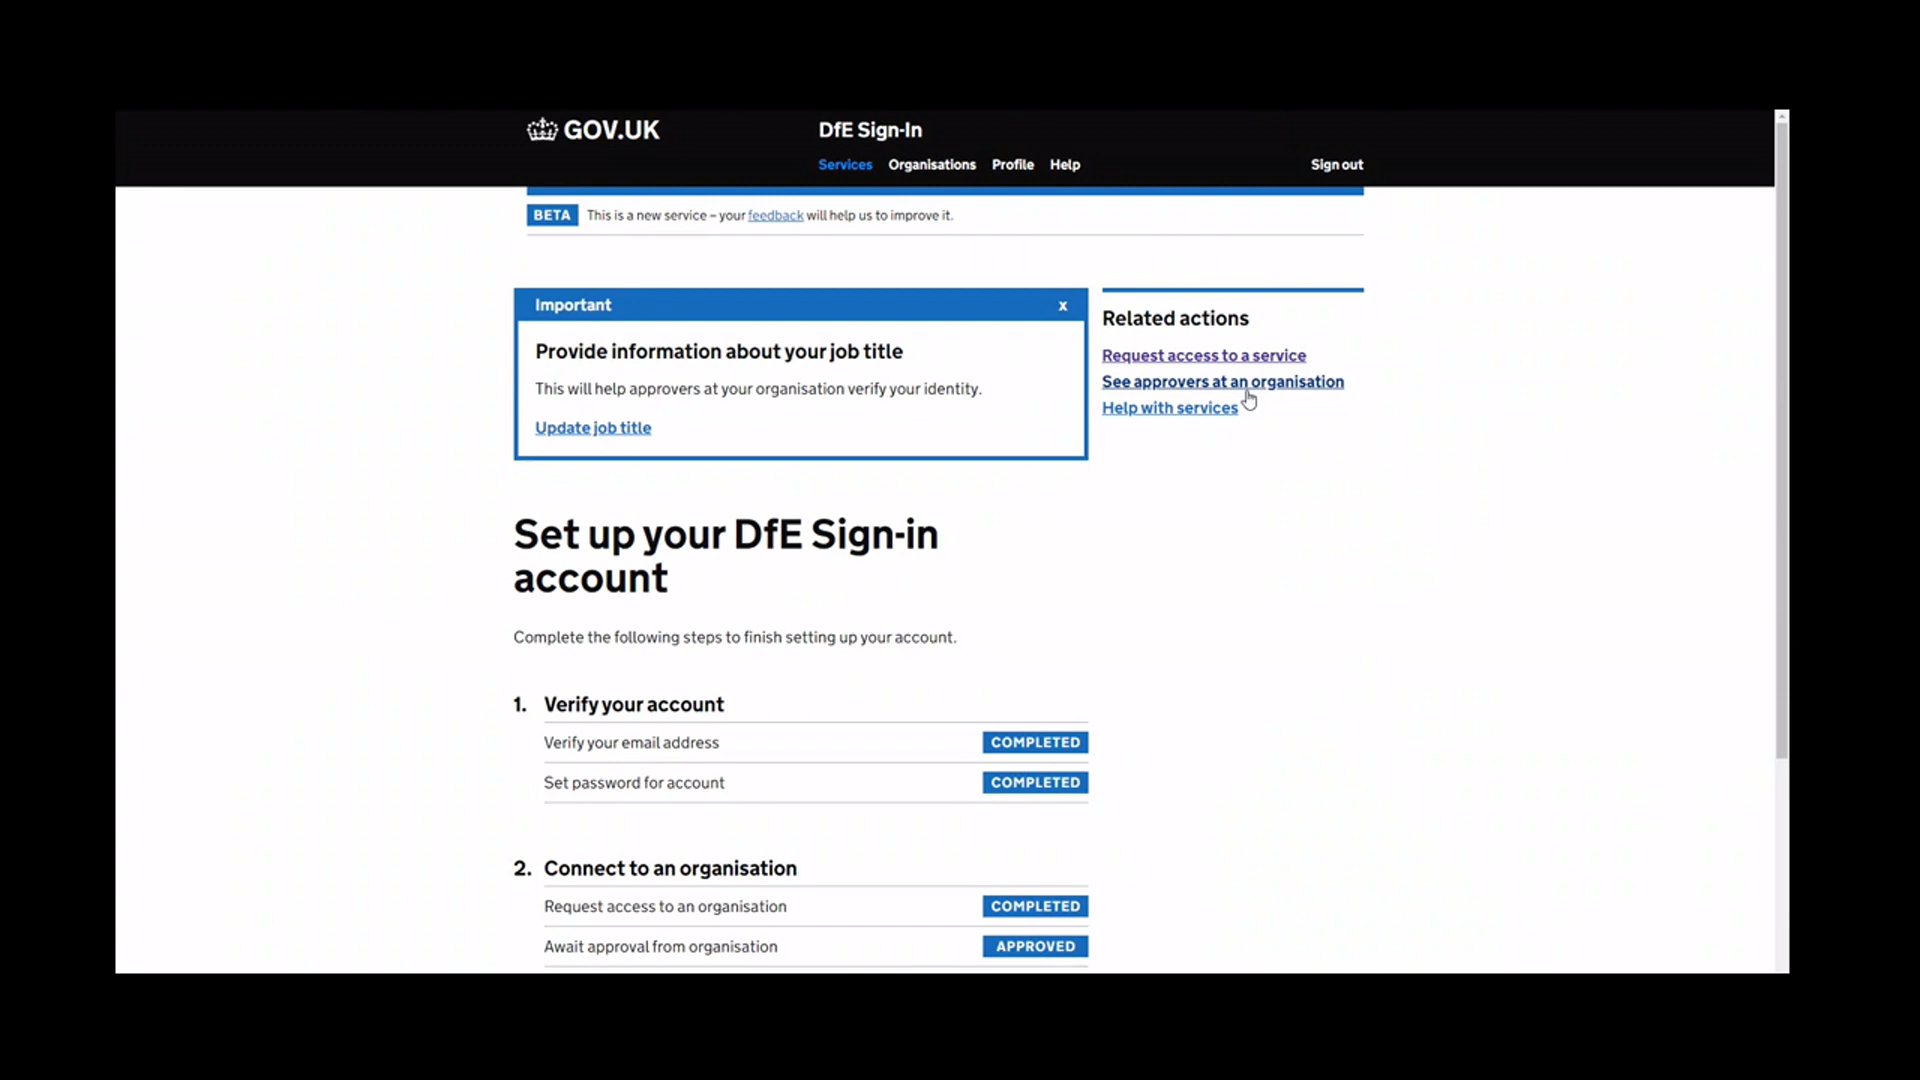 GOV.UK
DfE Sign-In
Services Organisations Profile Help Sign out
BETA This is a new service – your feedback will help us to improve it.
Important x
Provide information about your job title
This will help approvers at your organisation verify your identity.
Update job title
Related actions
Request access to a service
See approvers at an organisation
Help with services
Set up your DfE Sign-in
account
Complete the following steps to finish setting up your account.
1. Verify your account
Verify your email address COMPLETED
Set password for account COMPLETED
2. Connect to an organisation
Request access to an organisation COMPLETED
Await approval from organisation APPROVED